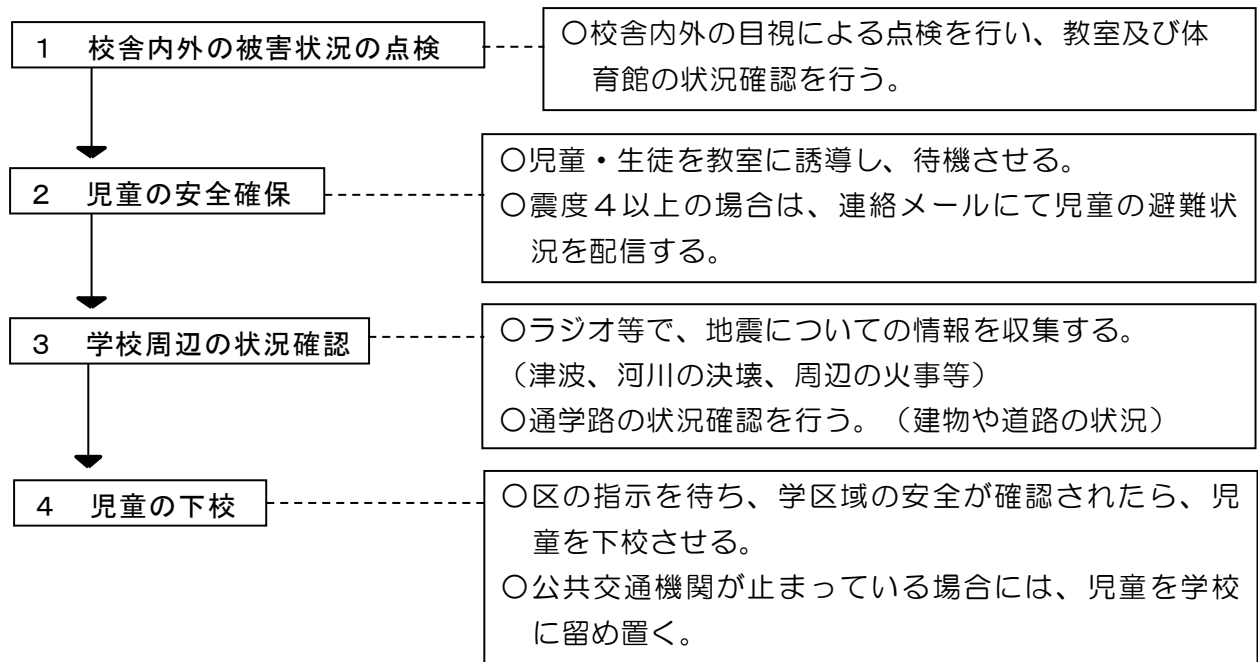 １　校舎内外の被害状況の点検
○校舎内外の目視による点検を行い、教室及び体
育館の状況確認を行う。
２　児童の安全確保
○児童・生徒を教室に誘導し、待機させる。
○震度４以上の場合は、連絡メールにて児童の避難状
況を配信する。
３　学校周辺の状況確認
○ラジオ等で、地震についての情報を収集する。
（津波、河川の決壊、周辺の火事等）
○通学路の状況確認を行う。（建物や道路の状況）
４　児童の下校
○区の指示を待ち、学区域の安全が確認されたら、児
童を下校させる。
○公共交通機関が止まっている場合には、児童を学校
に留め置く。